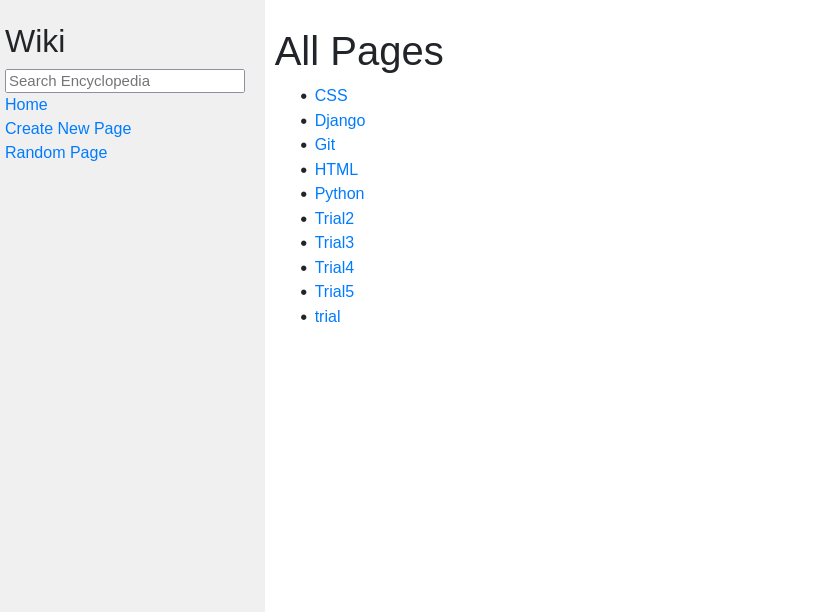 Wiki
Search Encyclopedia
Home
Create New Page
Random Page
All Pages
CSS
Django
Git
HTML
Python
Trial2
Trial3
Trial4
Trial5
trial